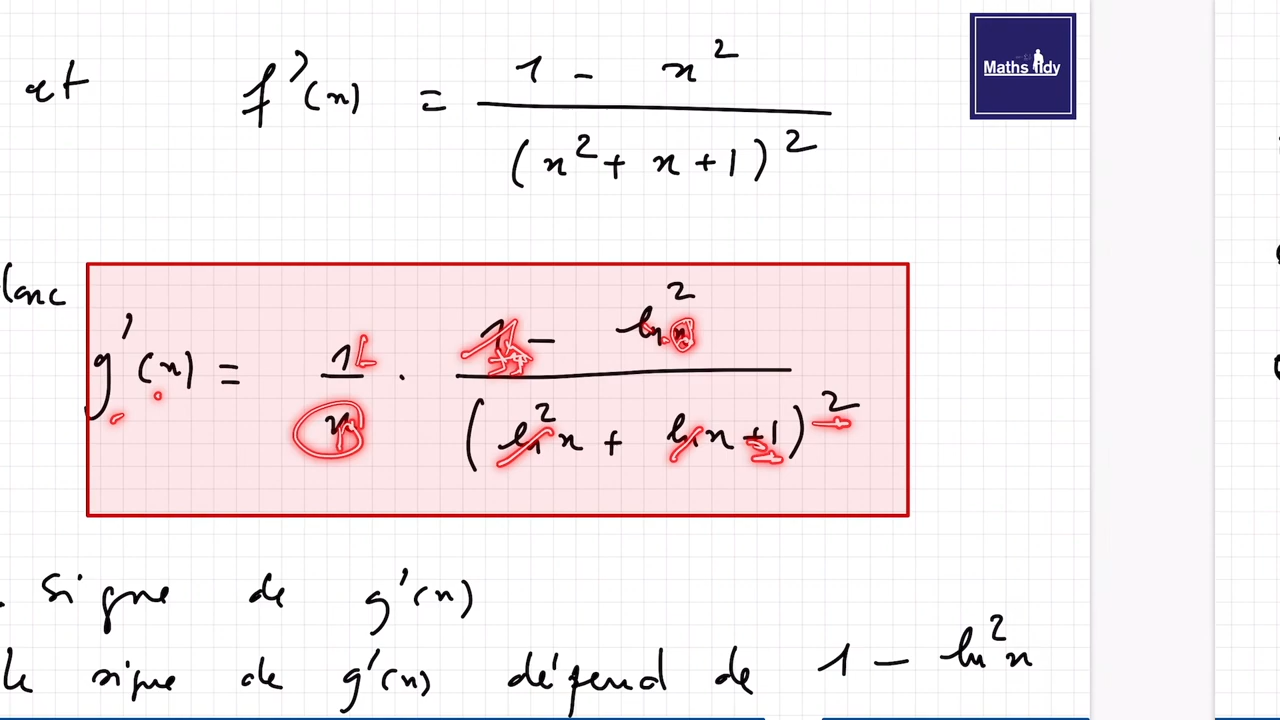 et f'(x) = (1 - x²) / (x² + x + 1)²
Maths
donc
g'(x) = 1/x · (1 - ln²x) / (ln²x + ln x + 1)²
signe de g'(x)
le signe de g'(x) dépend de 1 - ln²x